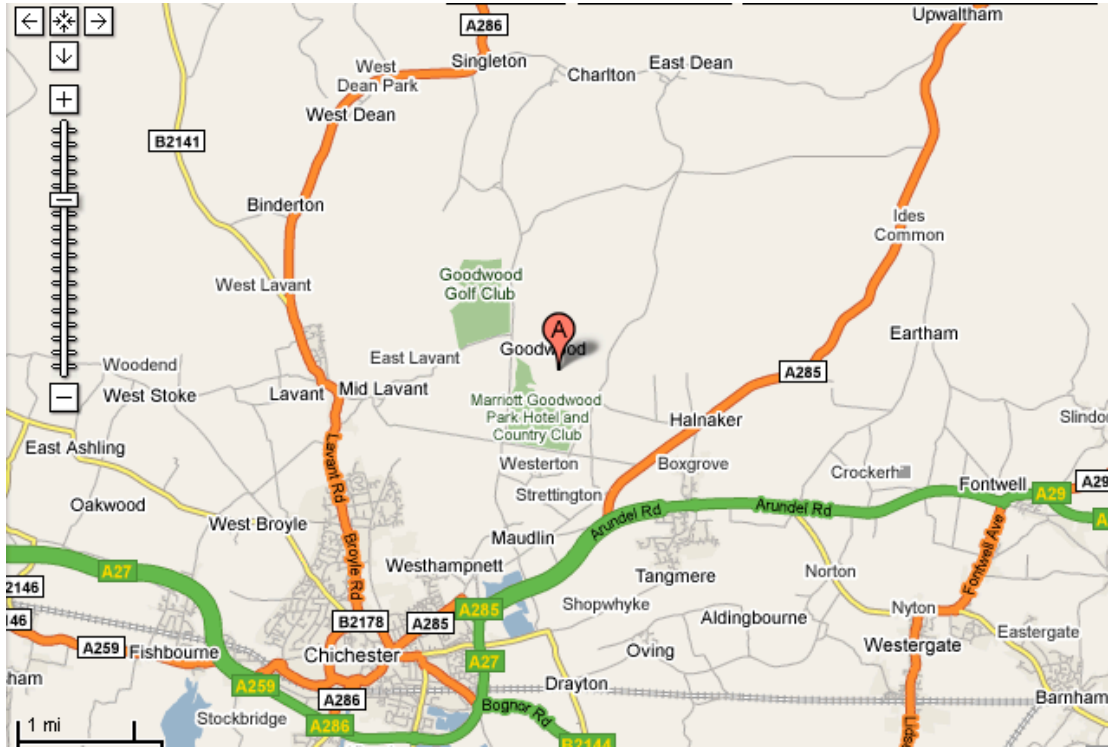 Upwaltham
A286
Singleton
East Dean
Charlton
West
Dean Park
West Dean
B2141
Binderton
Ides
Common
Goodwood
Golf Club
West Lavant
A
Eartham
Goodwood
East Lavant
Woodend
A285
West Stoke
Lavant
Mid Lavant
Marriott Goodwood
Park Hotel and
Country Club
Halnaker
East Ashling
Lavant Rd
Westerton
Boxgrove
Crockerhill
Fontwell
A29
Strettington
Oakwood
West Broyle
Arundel Rd
Arundel Rd
Maudlin
Broyle Rd
Fontwell Ave
A27
Westhampnett
Tangmere
Norton
Shopwhyke
A285
Aldingbourne
Nyton
B2178
A285
Eastergate
A259
Fishbourne
Chichester
A27
Oving
Westergate
A259
Drayton
A286
Barnham
Stockbridge
A286
Bognor Rd
B2144
1 mi